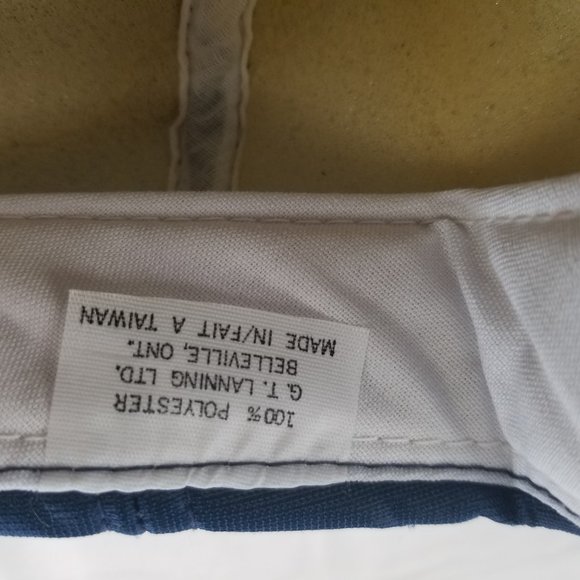 100% POLYESTER
G. T. LANNING LTD.
BELLEVILLE, ONT.
MADE IN/FAIT A TAIWAN